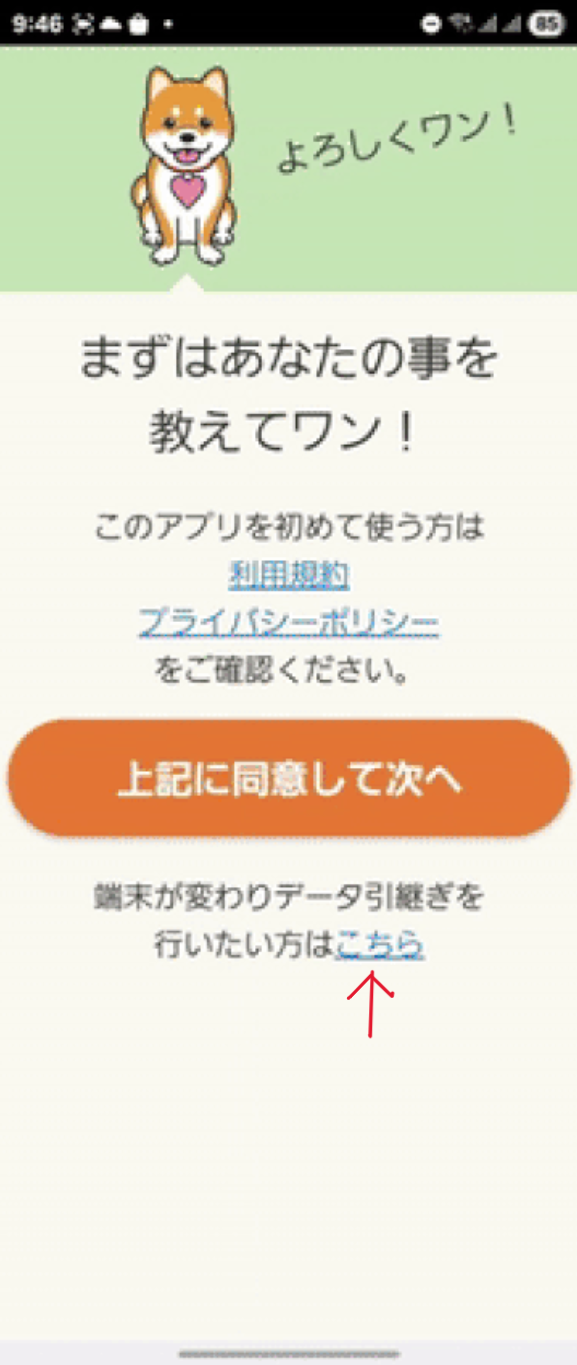 9:46
85
よろしくワン！
まずはあなたの事を
教えてワン！
このアプリを初めて使う方は
利用規約
プライバシーポリシー
をご確認ください。
上記に同意して次へ
端末が変わりデータ引継ぎを
行いたい方はこちら